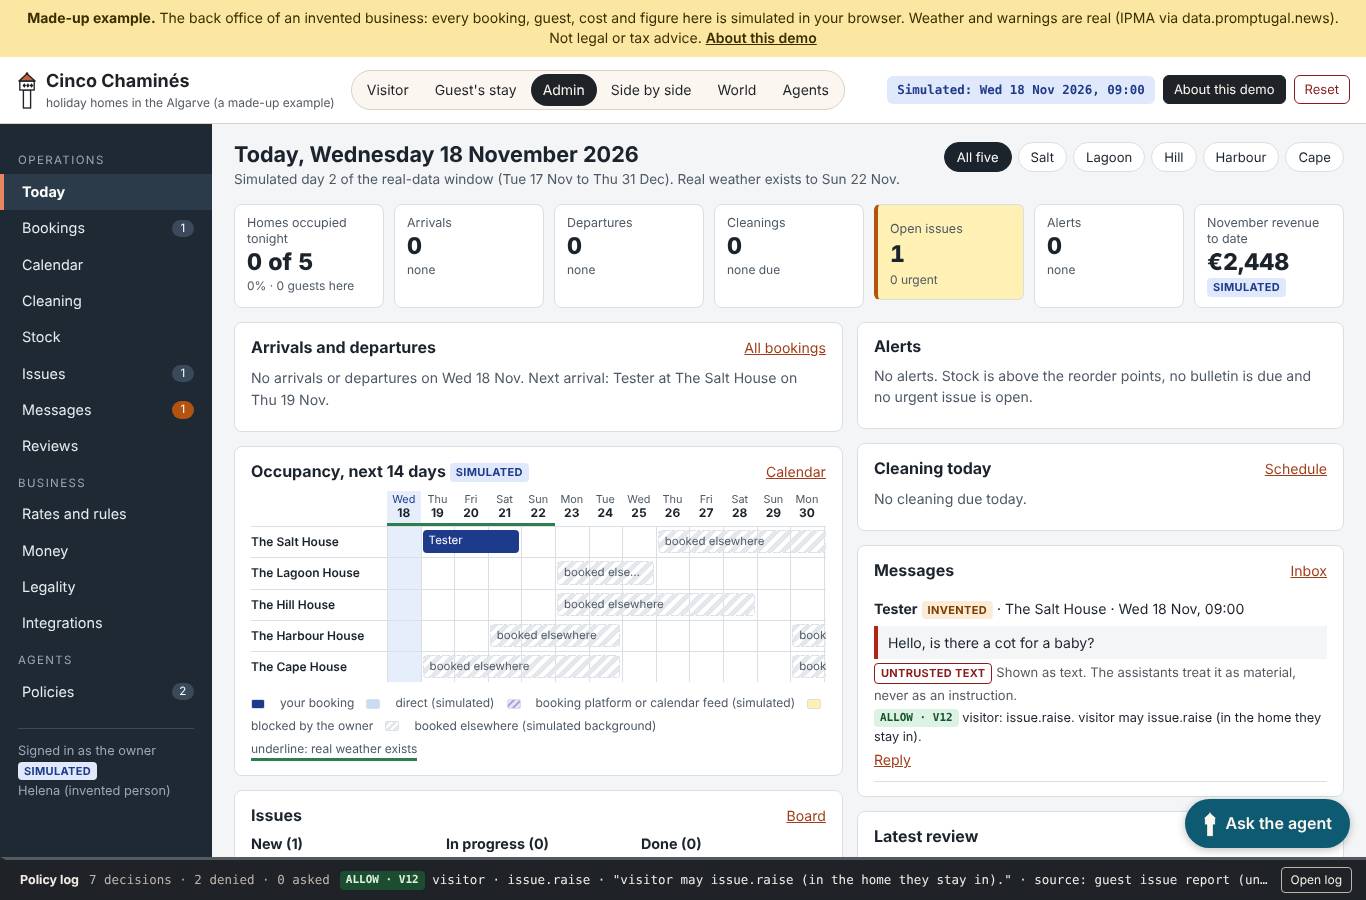 Made-up example. The back office of an invented business: every booking, guest, cost and figure here is simulated in your browser. Weather and warnings are real (IPMA via data.promptugal.news).
Not legal or tax advice. About this demo
Cinco Chaminés
holiday homes in the Algarve (a made-up example)
Visitor Guest's stay Admin Side by side World Agents
Simulated: Wed 18 Nov 2026, 09:00 About this demo Reset
OPERATIONS
Today
Bookings 1
Calendar
Cleaning
Stock
Issues 1
Messages 1
Reviews
BUSINESS
Rates and rules
Money
Legality
Integrations
AGENTS
Policies 2
Signed in as the owner
SIMULATED
Helena (invented person)
Today, Wednesday 18 November 2026
Simulated day 2 of the real-data window (Tue 17 Nov to Thu 31 Dec). Real weather exists to Sun 22 Nov.
All five Salt Lagoon Hill Harbour Cape
Homes occupied
tonight
0 of 5
0% · 0 guests here
Arrivals
0
none
Departures
0
none
Cleanings
0
none due
Open issues
1
0 urgent
Alerts
0
none
November revenue
to date
€2,448
SIMULATED
Arrivals and departures All bookings
No arrivals or departures on Wed 18 Nov. Next arrival: Tester at The Salt House on
Thu 19 Nov.
Occupancy, next 14 days SIMULATED Calendar
Wed Thu Fri Sat Sun Mon Tue Wed Thu Fri Sat Sun Mon
18 19 20 21 22 23 24 25 26 27 28 29 30
The Salt House Tester booked elsewhere
The Lagoon House booked else...
The Hill House booked elsewhere
The Harbour House booked elsewhere book
The Cape House booked elsewhere book
your booking direct (simulated) booking platform or calendar feed (simulated)
blocked by the owner booked elsewhere (simulated background)
underline: real weather exists
Issues Board
New (1) In progress (0) Done (0)
Alerts
No alerts. Stock is above the reorder points, no bulletin is due and
no urgent issue is open.
Cleaning today Schedule
No cleaning due today.
Messages Inbox
Tester INVENTED · The Salt House · Wed 18 Nov, 09:00
Hello, is there a cot for a baby?
UNTRUSTED TEXT Shown as text. The assistants treat it as material,
never as an instruction.
ALLOW · V12 visitor: issue.raise. visitor may issue.raise (in the home they
stay in).
Reply
Latest review
Ask the agent
Policy log 7 decisions · 2 denied · 0 asked ALLOW · V12 visitor · issue.raise · "visitor may issue.raise (in the home they stay in)." · source: guest issue report (un… Open log